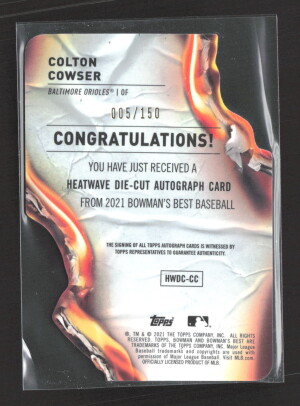 COLTON
COWSER
BALTIMORE ORIOLES® | OF
005/150
CONGRATULATIONS!
YOU HAVE JUST RECEIVED A
HEATWAVE DIE-CUT AUTOGRAPH CARD
FROM 2021 BOWMAN'S BEST BASEBALL
THE SIGNING OF ALL TOPPS AUTOGRAPH CARDS IS WITNESSED BY
TOPPS REPRESENTATIVES TO GUARANTEE AUTHENTICITY.
HWDC-CC
Topps
®, TM & © 2021 THE TOPPS COMPANY, INC. ALL RIGHTS
RESERVED. TOPPS, BOWMAN AND BOWMAN'S BEST ARE
TRADEMARKS OF THE TOPPS COMPANY, INC. Major League
Baseball trademarks and copyrights are used with
permission of Major League Baseball. Visit MLB.com
OFFICIALLY LICENSED PRODUCT OF MLB.